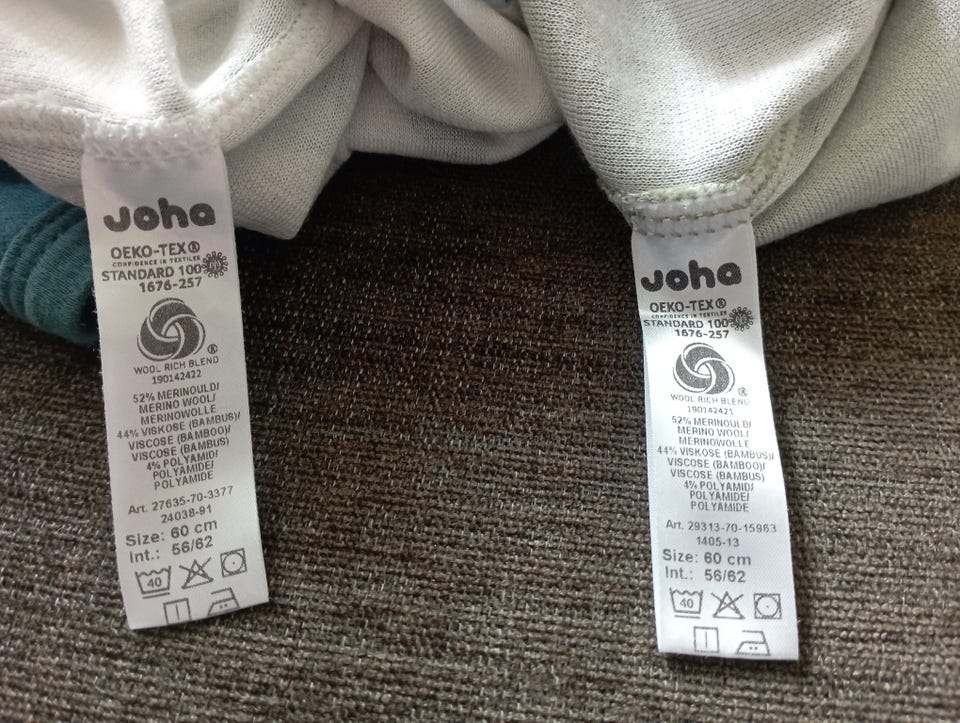 Joha
OEKO-TEX®
CONFIDENCE IN TEXTILES
STANDARD 100
1676-257
®
WOOL RICH BLEND
190142422
52% MERINOULD/
MERINO WOOL/
MERINOWOLLE
44% VISKOSE (BAMBUS)/
VISCOSE (BAMBOO)/
VISCOSE (BAMBUS)
4% POLYAMID/
POLYAMIDE/
POLYAMIDE
Art. 27635-70-3377
24038-91
Size: 60 cm
Int.: 56/62
40
Joha
OEKO-TEX®
CONFIDENCE IN TEXTILES
STANDARD 100
1676-257
®
WOOL RICH BLEND
190142421
52% MERINOULD/
MERINO WOOL/
MERINOWOLLE
44% VISKOSE (BAMBUS)/
VISCOSE (BAMBOO)/
VISCOSE (BAMBUS)
4% POLYAMID/
POLYAMIDE/
POLYAMIDE
Art. 29313-70-15963
1405-13
Size: 60 cm
Int.: 56/62
40